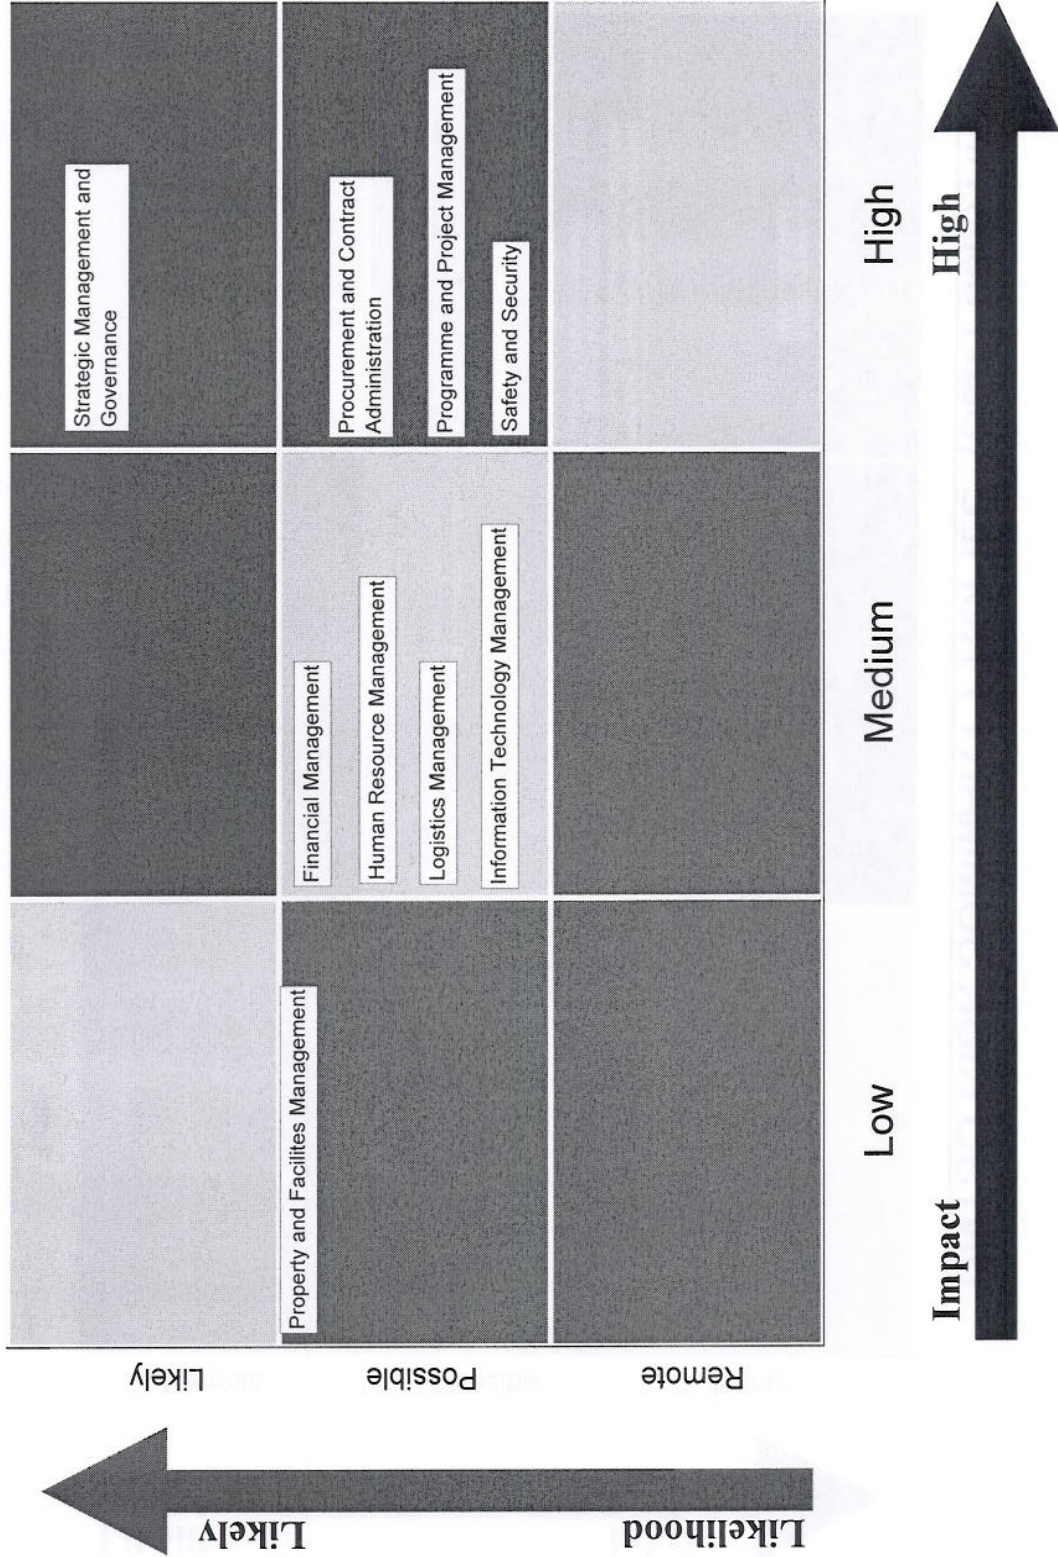 Likely
Likelihood
Likely
Possible
Remote
Strategic Management and
Governance
Property and Facilites Management
Financial Management
Human Resource Management
Logistics Management
Information Technology Management
Procurement and Contract
Administration
Programme and Project Management
Safety and Security
Low
Medium
High
Impact
High